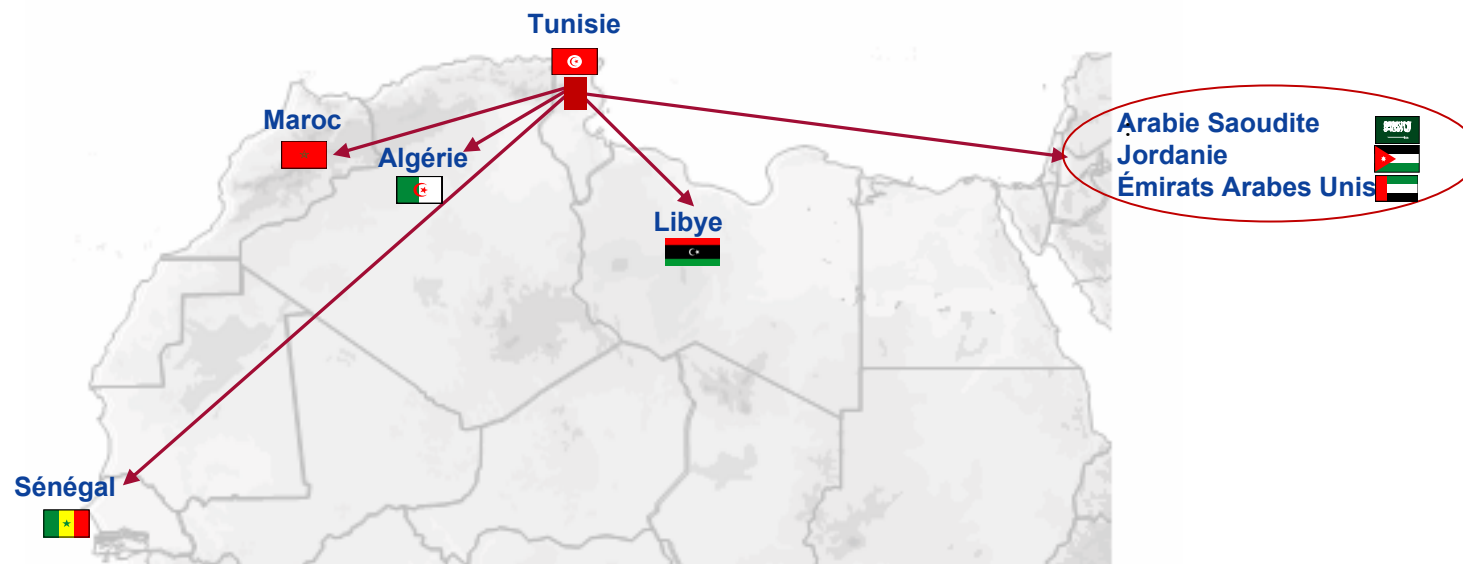 Tunisie
Maroc
Algérie
Libye
Sénégal
Arabie Saoudite
:
Jordanie
Émirats Arabes Unis